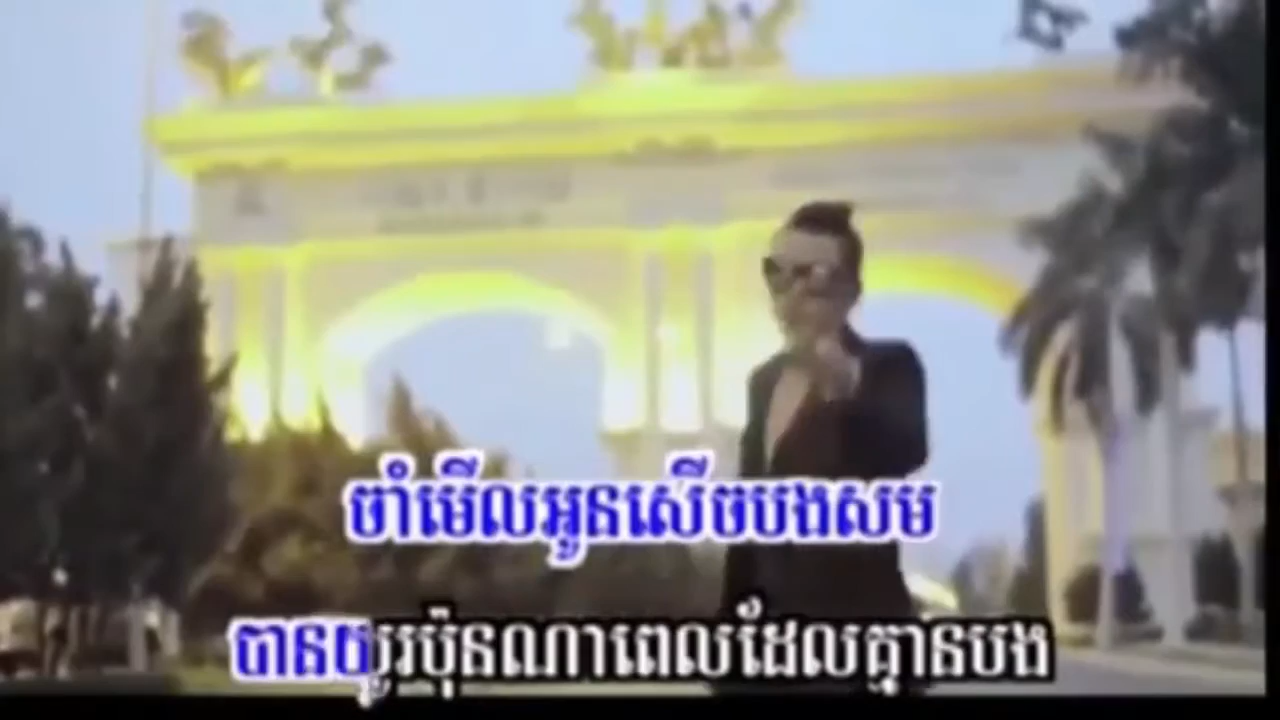 ចាំមើលអូនសើចបងសម
បានយូរប៉ុនណាពេលដែលគ្មានបង